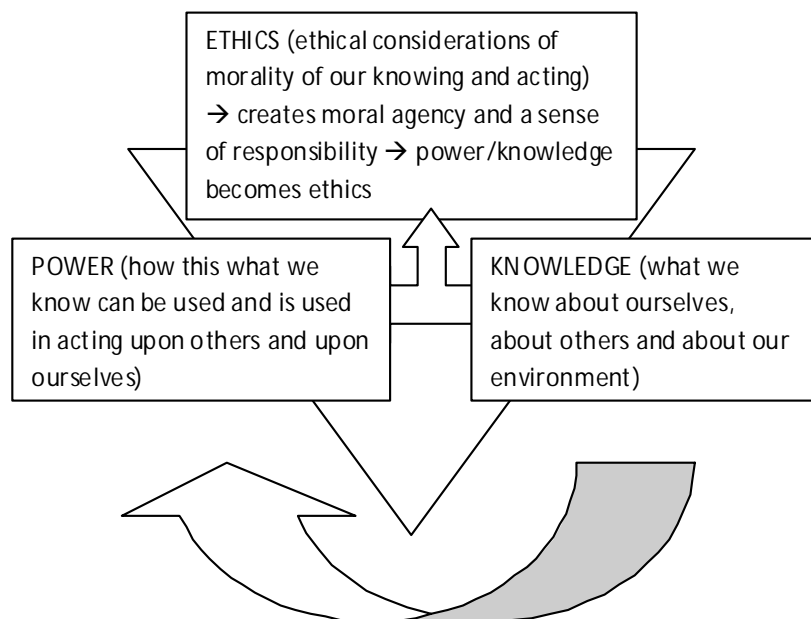 ETHICS (ethical considerations of
morality of our knowing and acting)
→ creates moral agency and a sense
of responsibility → power/knowledge
becomes ethics
POWER (how this what we
know can be used and is used
in acting upon others and upon
ourselves)
KNOWLEDGE (what we
know about ourselves,
about others and about our
environment)